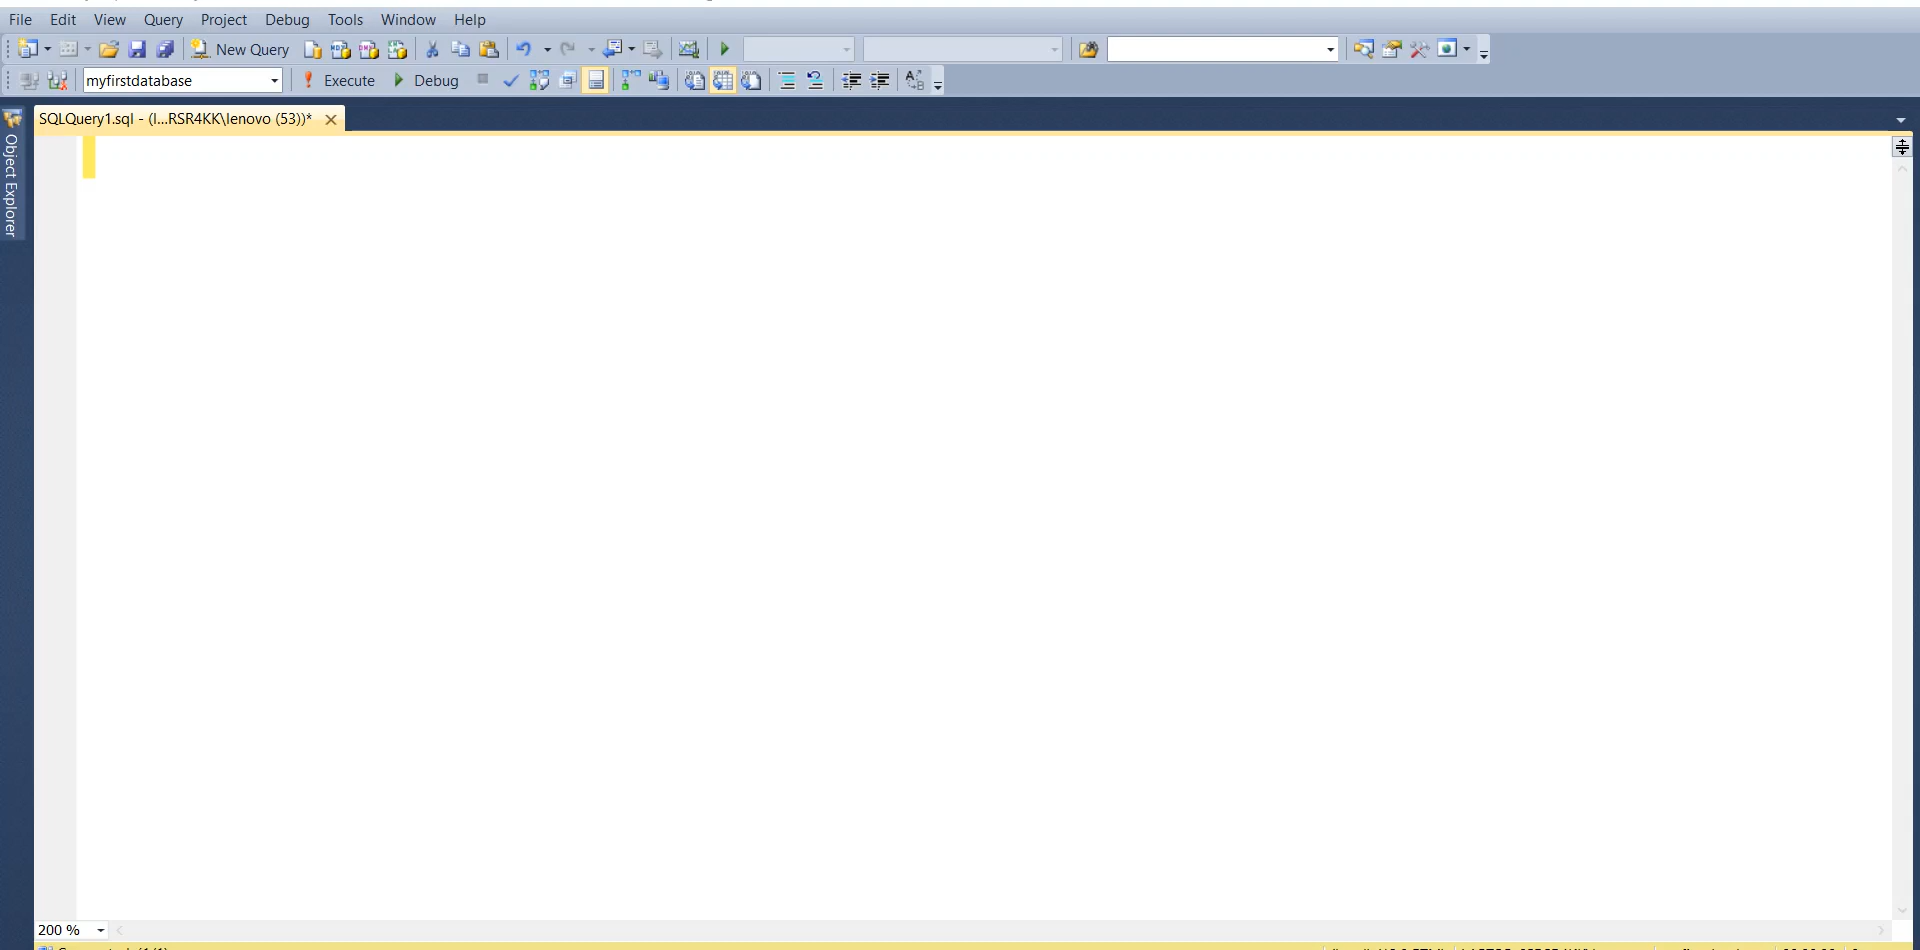 File Edit View Query Project Debug Tools Window Help
New Query
myfirstdatabase Execute Debug
SQLQuery1.sql - (l...RSR4KK\lenovo (53))*
Object Explorer
200 %